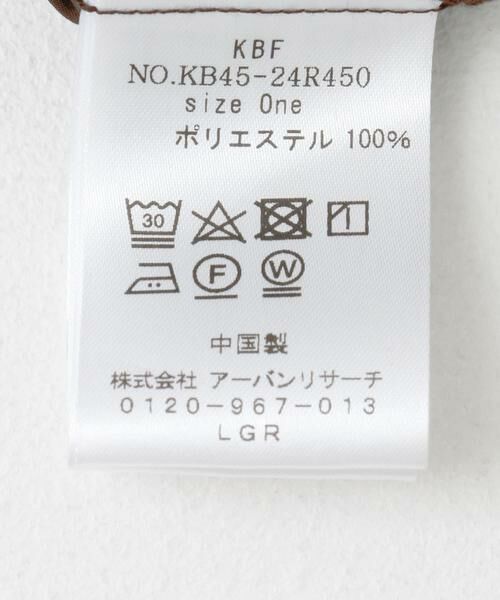 KBF
NO.KB45-24R450
size One
ポリエステル 100%
30
F W
中国製
株式会社 アーバンリサーチ
0120-967-013
LGR